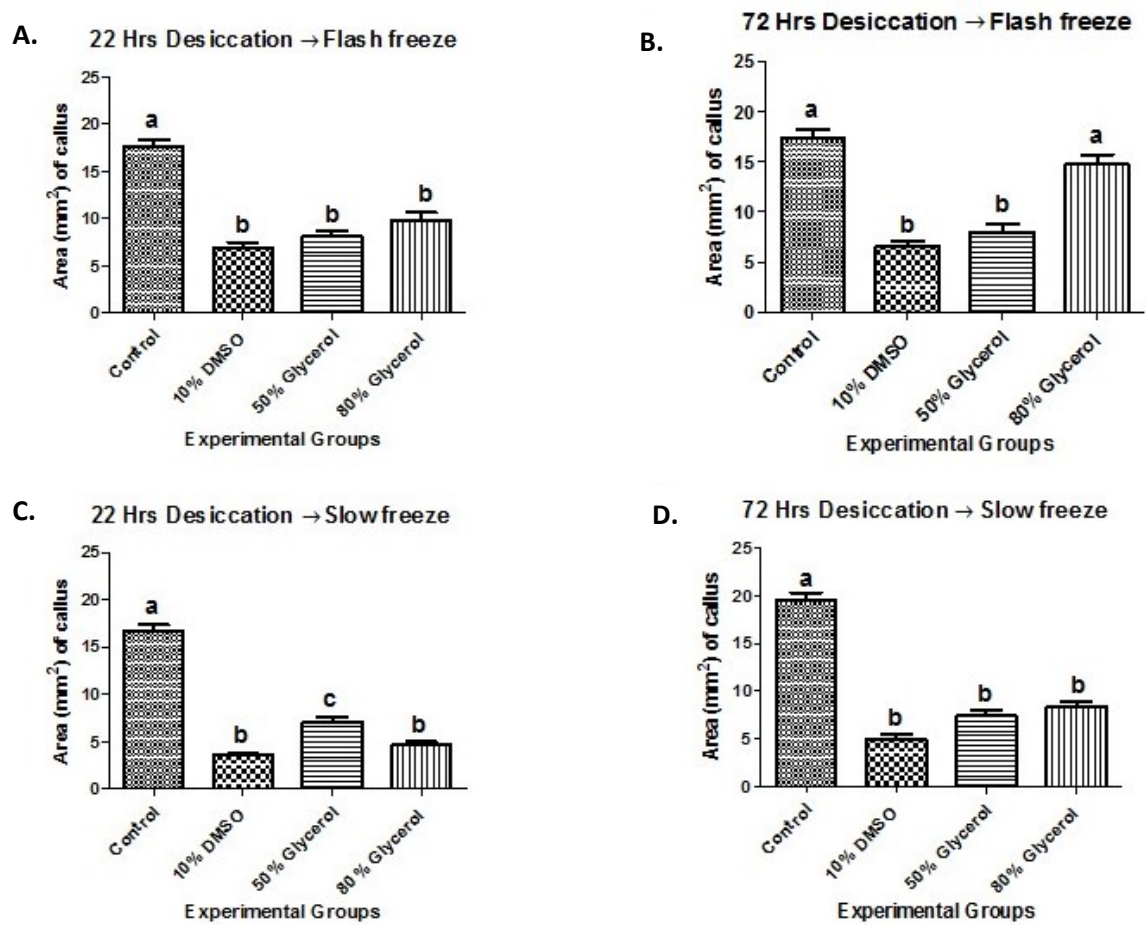 A.
22 Hrs Desiccation → Flash freeze
Area (mm²) of callus
25
20
15
10
5
0
a
b
b
b
Control
10% DMSO
50% Glycerol
80% Glycerol
Experimental Groups
B.
72 Hrs Desiccation → Flash freeze
Area (mm²) of callus
25
20
15
10
5
0
a
b
b
a
Control
10% DMSO
50% Glycerol
80% Glycerol
Experimental Groups
C.
22 Hrs Desiccation → Slow freeze
Area (mm²) of callus
25
20
15
10
5
0
a
b
c
b
Control
10% DMSO
50% Glycerol
80% Glycerol
Experimental Groups
D.
72 Hrs Desiccation → Slow freeze
Area (mm²) of callus
25
20
15
10
5
0
a
b
b
b
Control
10% DMSO
50% Glycerol
80% Glycerol
Experimental Groups